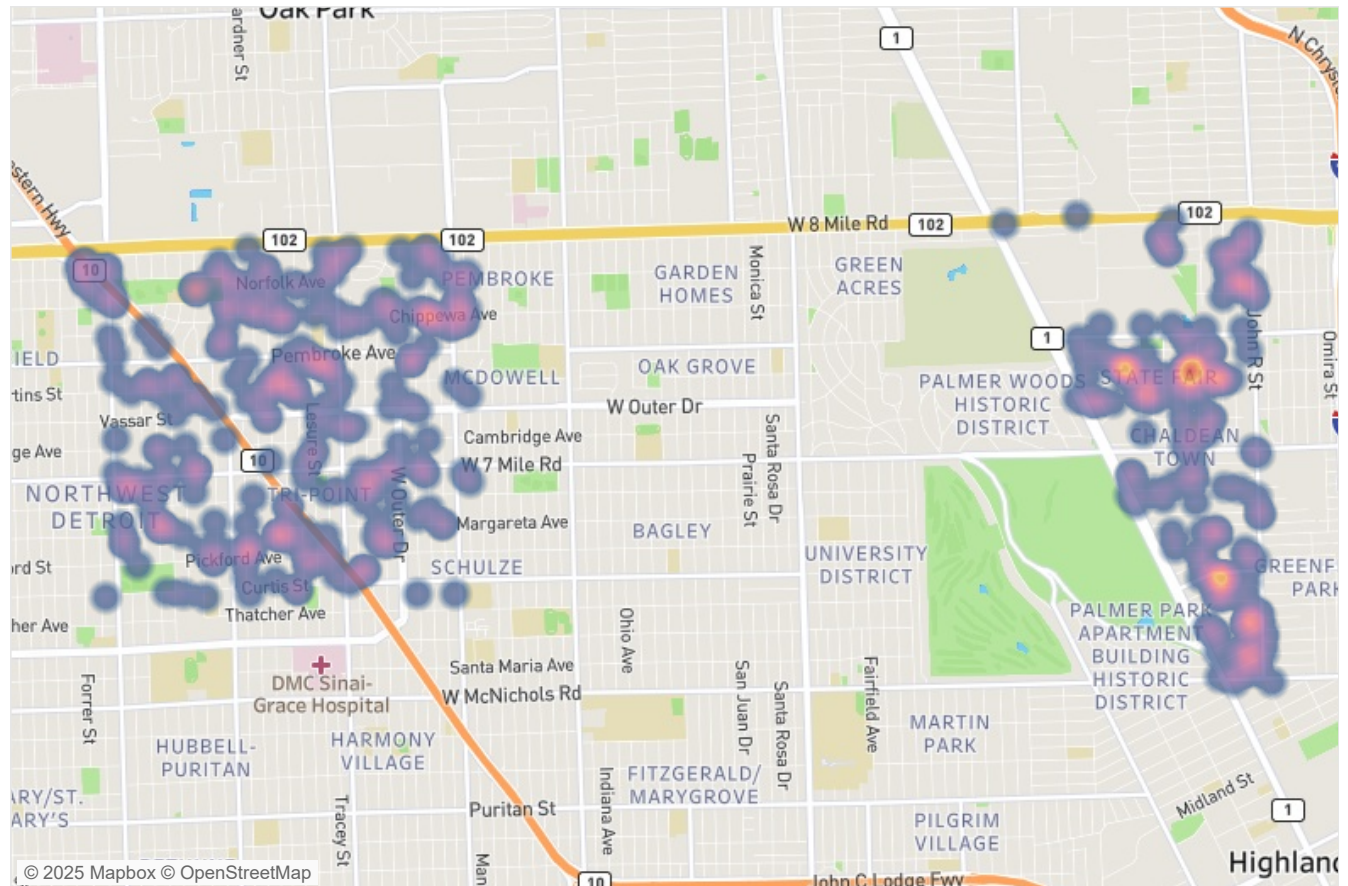 Oak Park
ardner St
1
N Chrys
stern Hwy
102
W 8 Mile Rd
102
102
102
10
Norfolk Ave
PEMBROKE
GARDEN
HOMES
Monica St
GREEN
ACRES
Chippewa Ave
1
John R St
Omira St
IELD
Pembroke Ave
OAK GROVE
MCDOWELL
PALMER WOODS
HISTORIC
DISTRICT
STATE FAIR
tins St
W Outer Dr
Vassar St
Lesure St
Cambridge Ave
Santa Rosa Dr
CHALDEAN
TOWN
ge Ave
10
W 7 Mile Rd
Prairie St
NORTHWEST
DETROIT
TRI-POINT
W Outer Dr
Margareta Ave
BAGLEY
ord St
Pickford Ave
SCHULZE
UNIVERSITY
DISTRICT
GREENF
PARK
Curtis St
Thatcher Ave
her Ave
Ohio Ave
PALMER PARK
APARTMENT
BUILDING
HISTORIC
DISTRICT
Santa Maria Ave
DMC Sinai-
Grace Hospital
W McNichols Rd
Forrer St
San Juan Dr
Santa Rosa Dr
Fairfield Ave
MARTIN
PARK
HUBBELL-
PURITAN
HARMONY
VILLAGE
FITZGERALD/
MARYGROVE
ARY/ST.
ARY'S
Tracey St
Puritan St
Indiana Ave
Midland St
1
PILGRIM
VILLAGE
Man
10
John C Lodge Fwy
Highland
© 2025 Mapbox © OpenStreetMap